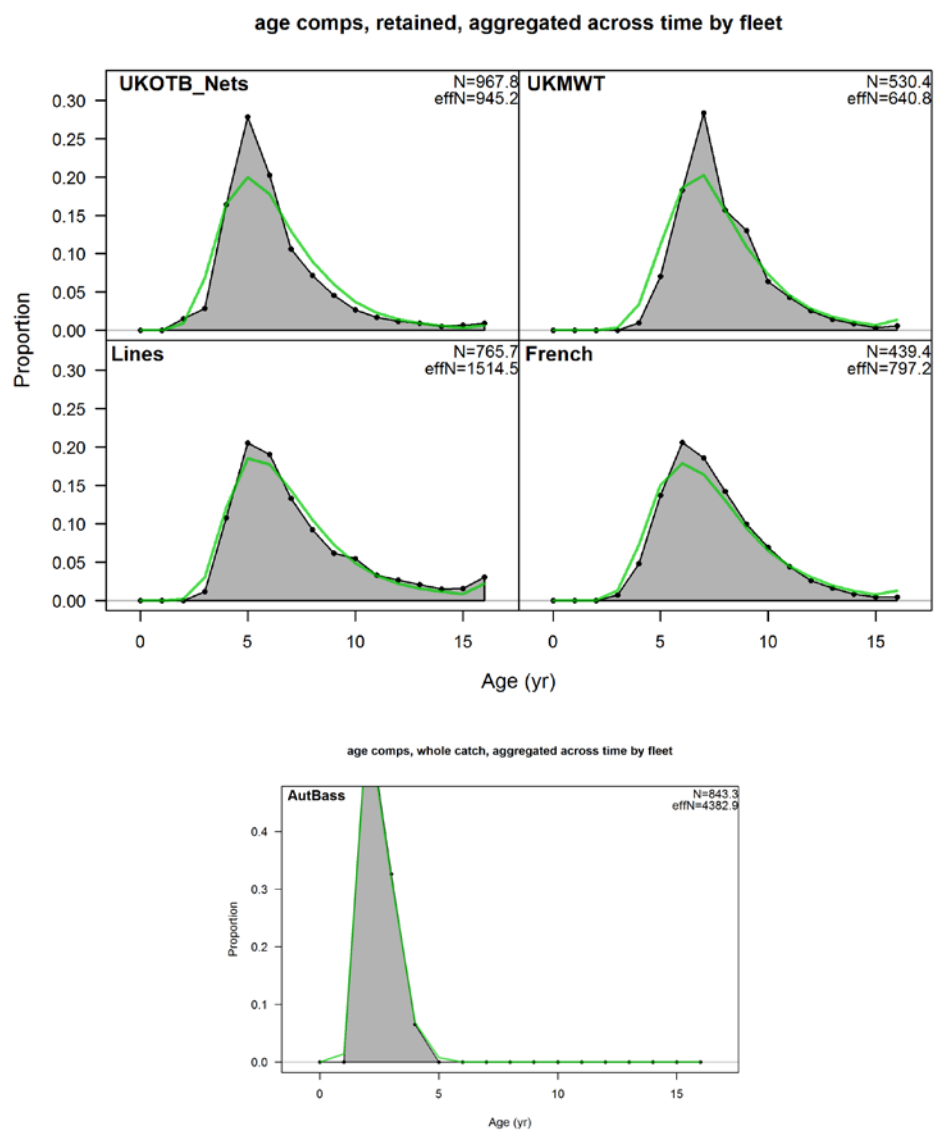 age comps, retained, aggregated across time by fleet
UKOTB_Nets
N=967.8
effN=945.2
UKMWT
N=530.4
effN=640.8
0.30
0.25
0.20
0.15
0.10
0.05
0.00
Lines
N=765.7
effN=1514.5
French
N=439.4
effN=797.2
0.30
0.25
0.20
0.15
0.10
0.05
0.00
Proportion
0 5 10 15 0 5 10 15
Age (yr)
age comps, whole catch, aggregated across time by fleet
AutBass
N=843.3
effN=4382.9
0.4
0.3
0.2
0.1
0.0
Proportion
0 5 10 15
Age (yr)